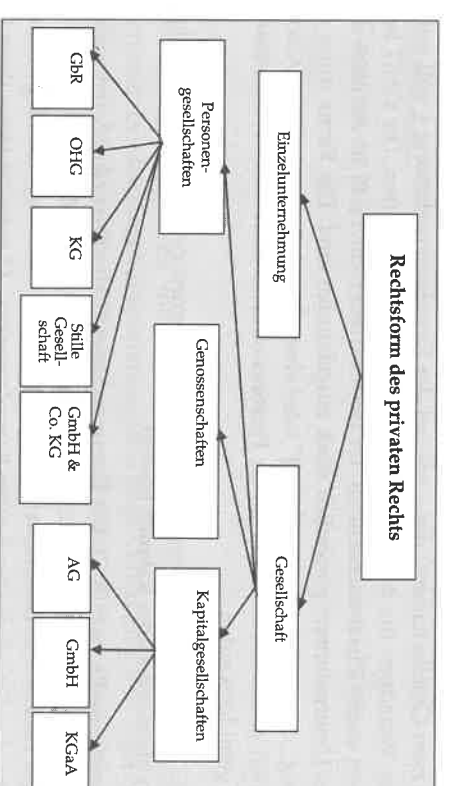 Rechtsform des privaten Rechts
Einzelunternehmung
Gesellschaft
Personen-
gesellschaften
Genossenschaften
Kapitalgesellschaften
GbR
OHG
KG
Stille
Gesell-
schaft
GmbH &
Co. KG
AG
GmbH
KGaA